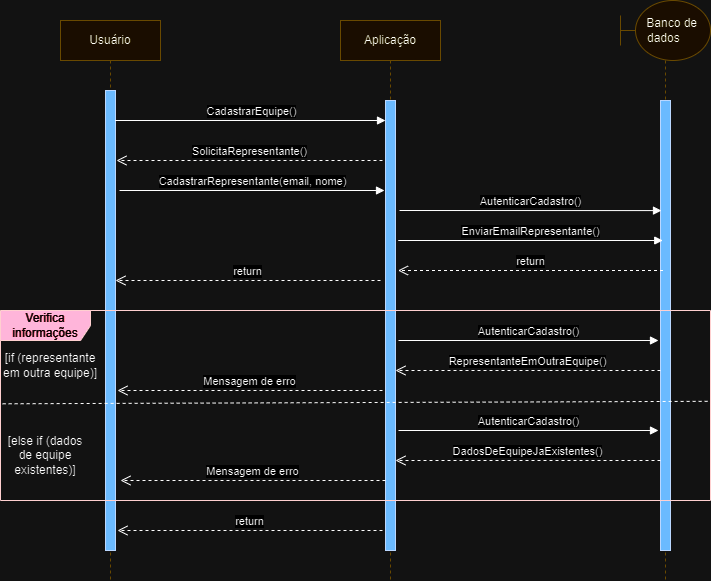 Usuário
Aplicação
Banco de
dados
CadastrarEquipe()
SolicitaRepresentante()
CadastrarRepresentante(email, nome)
AutenticarCadastro()
EnviarEmailRepresentante()
return
return
Verifica
informações
[if (representante
em outra equipe)]
AutenticarCadastro()
RepresentanteEmOutraEquipe()
Mensagem de erro
[else if (dados
de equipe
existentes)]
AutenticarCadastro()
DadosDeEquipeJaExistentes()
Mensagem de erro
return